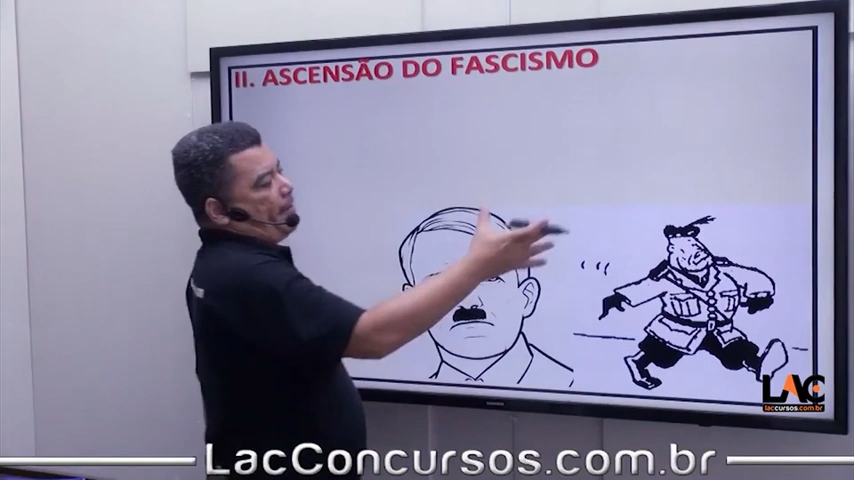 II. ASCENSÃO DO FASCISMO
LAC
laccursos.com.br
LacConcursos.com.br